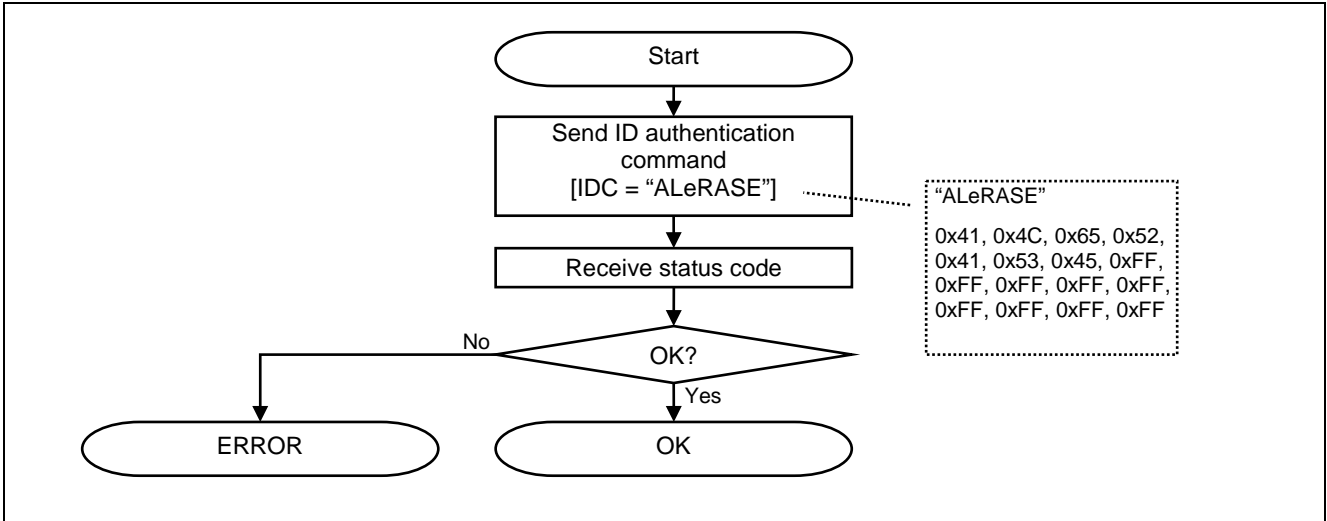 Start
Send ID authentication
command
[IDC = “ALeRASE”]
“ALeRASE”
0x41, 0x4C, 0x65, 0x52,
0x41, 0x53, 0x45, 0xFF,
0xFF, 0xFF, 0xFF, 0xFF,
0xFF, 0xFF, 0xFF, 0xFF
Receive status code
OK?
No
Yes
ERROR
OK